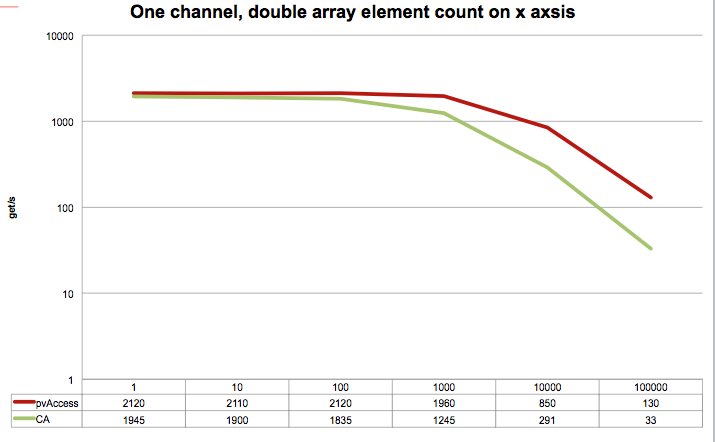 One channel, double array element count on x axsis
10000
1000
100
10
1
get/s
1 10 100 1000 10000 100000
pvAccess 2120 2110 2120 1960 850 130
CA 1945 1900 1835 1245 291 33